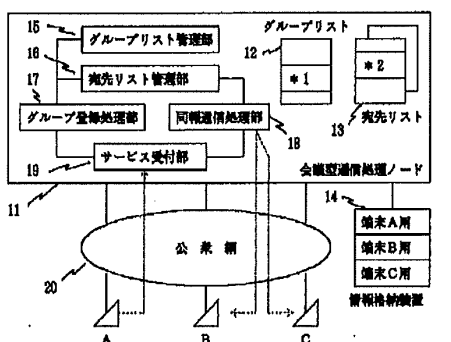 15
グループリスト管理部
グループリスト
16
12
宛先リスト管理部
*1
*2
17
グループ登録処理部
同報通信処理部
18
13
宛先リスト
19
サービス受付部
会議型通信処理ノード
11
14
端末A用
端末B用
端末C用
公衆網
20
情報格納装置
A
B
C